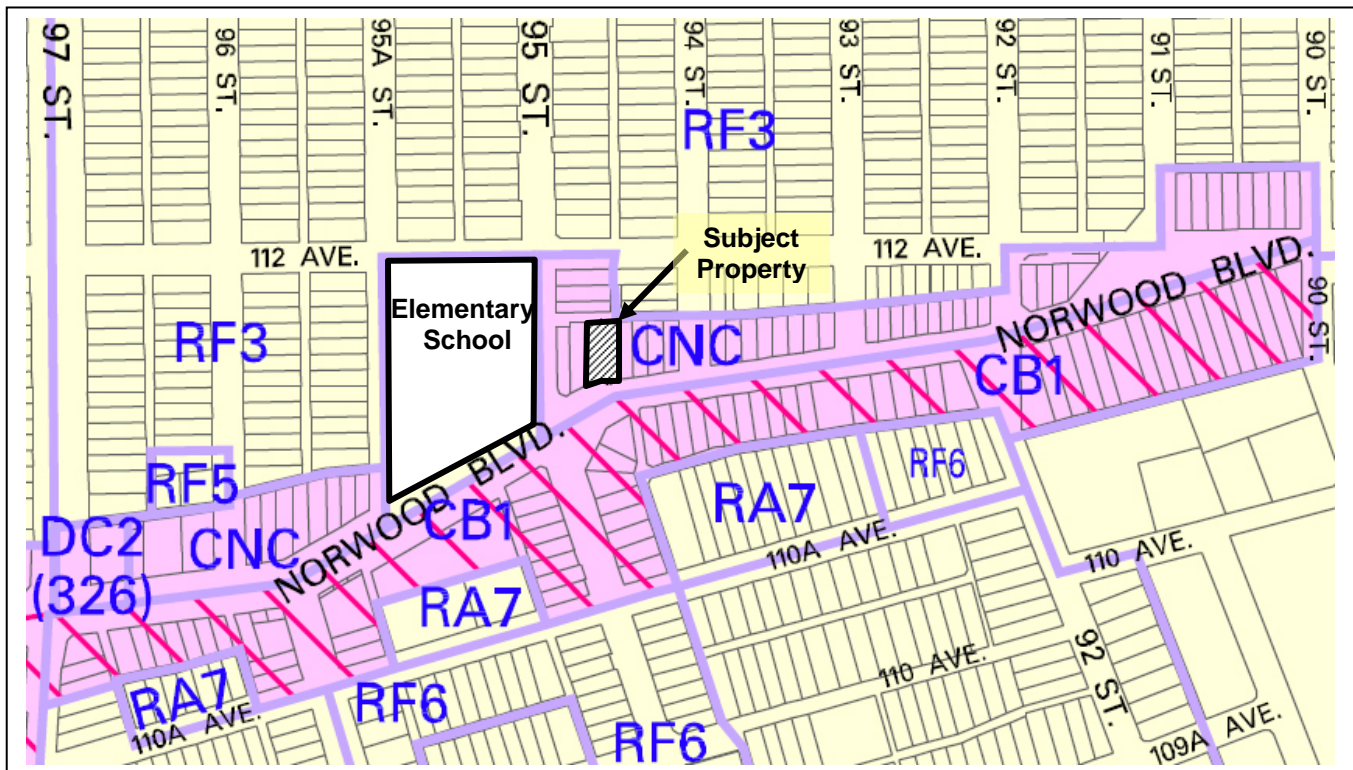 97 ST.
96 ST.
95A ST.
95 ST.
94 ST.
93 ST.
92 ST.
91 ST.
90 ST.
RF3
Subject
Property
112 AVE.
112 AVE.
Elementary
School
RF3
CNC
NORWOOD BLVD.
CB1
90 ST.
RF5
RF6
RA7
NORWOOD BLVD.
CB1
DC2
(326)
CNC
110A AVE.
110 AVE.
RA7
110 AVE.
92 ST.
RA7
110A AVE.
RF6
RF6
109A AVE.